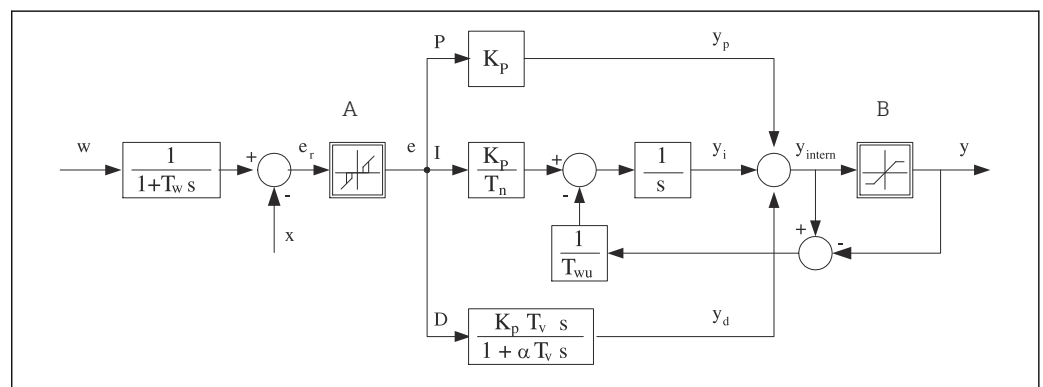 P
K_P
y_p
A
B
w
1
1+T_w s
+
-
e_r
e
I
K_P
T_n
+
-
1
s
y_i
y_intern
y
x
1
T_wu
+
-
D
K_p T_v s
1 + α T_v s
y_d